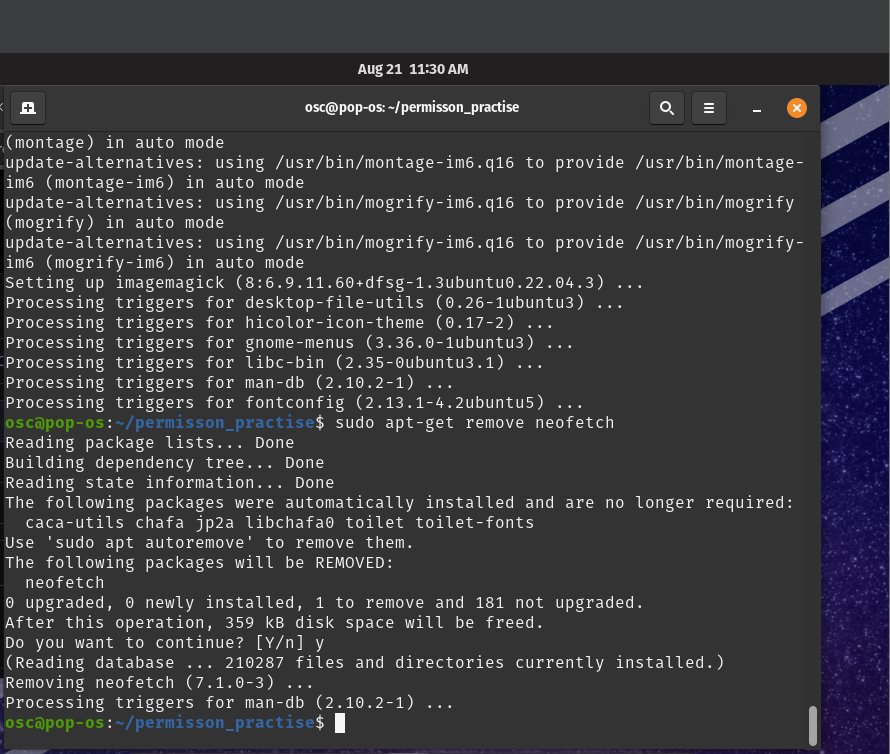 Aug 21 11:30 AM
osc@pop-os: ~/permisson_practise
(montage) in auto mode
update-alternatives: using /usr/bin/montage-im6.q16 to provide /usr/bin/montage-
im6 (montage-im6) in auto mode
update-alternatives: using /usr/bin/mogrify-im6.q16 to provide /usr/bin/mogrify
(mogrify) in auto mode
update-alternatives: using /usr/bin/mogrify-im6.q16 to provide /usr/bin/mogrify-
im6 (mogrify-im6) in auto mode
Setting up imagemagick (8:6.9.11.60+dfsg-1.3ubuntu0.22.04.3) ...
Processing triggers for desktop-file-utils (0.26-1ubuntu3) ...
Processing triggers for hicolor-icon-theme (0.17-2) ...
Processing triggers for gnome-menus (3.36.0-1ubuntu3) ...
Processing triggers for libc-bin (2.35-0ubuntu3.1) ...
Processing triggers for man-db (2.10.2-1) ...
Processing triggers for fontconfig (2.13.1-4.2ubuntu5) ...
osc@pop-os:~/permisson_practise$ sudo apt-get remove neofetch
Reading package lists... Done
Building dependency tree... Done
Reading state information... Done
The following packages were automatically installed and are no longer required:
  caca-utils chafa jp2a libchafa0 toilet toilet-fonts
Use 'sudo apt autoremove' to remove them.
The following packages will be REMOVED:
  neofetch
0 upgraded, 0 newly installed, 1 to remove and 181 not upgraded.
After this operation, 359 kB disk space will be freed.
Do you want to continue? [Y/n] y
(Reading database ... 210287 files and directories currently installed.)
Removing neofetch (7.1.0-3) ...
Processing triggers for man-db (2.10.2-1) ...
osc@pop-os:~/permisson_practise$